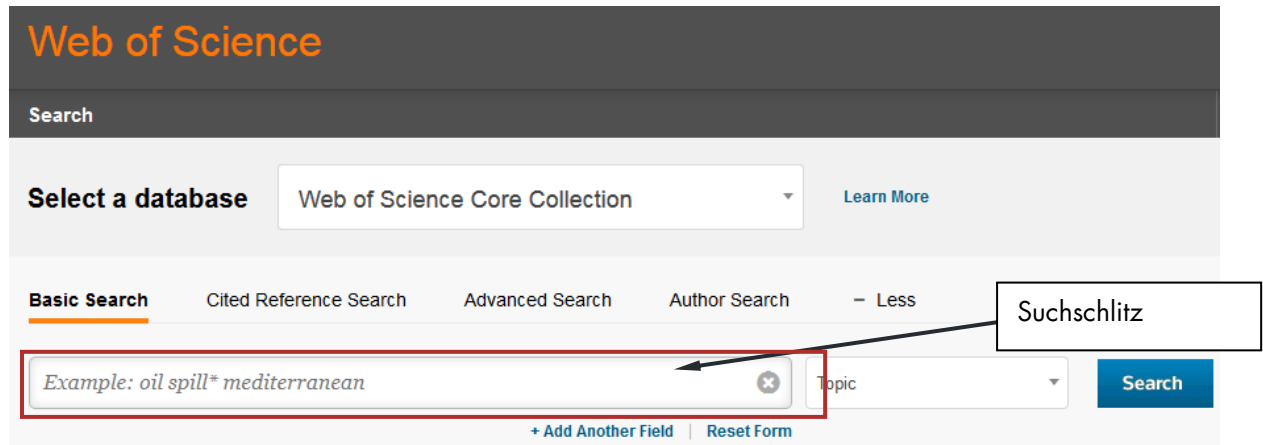 Web of Science
Search
Select a database Web of Science Core Collection Learn More
Basic Search Cited Reference Search Advanced Search Author Search – Less
Suchschlitz
Example: oil spill* mediterranean Topic Search
+ Add Another Field | Reset Form